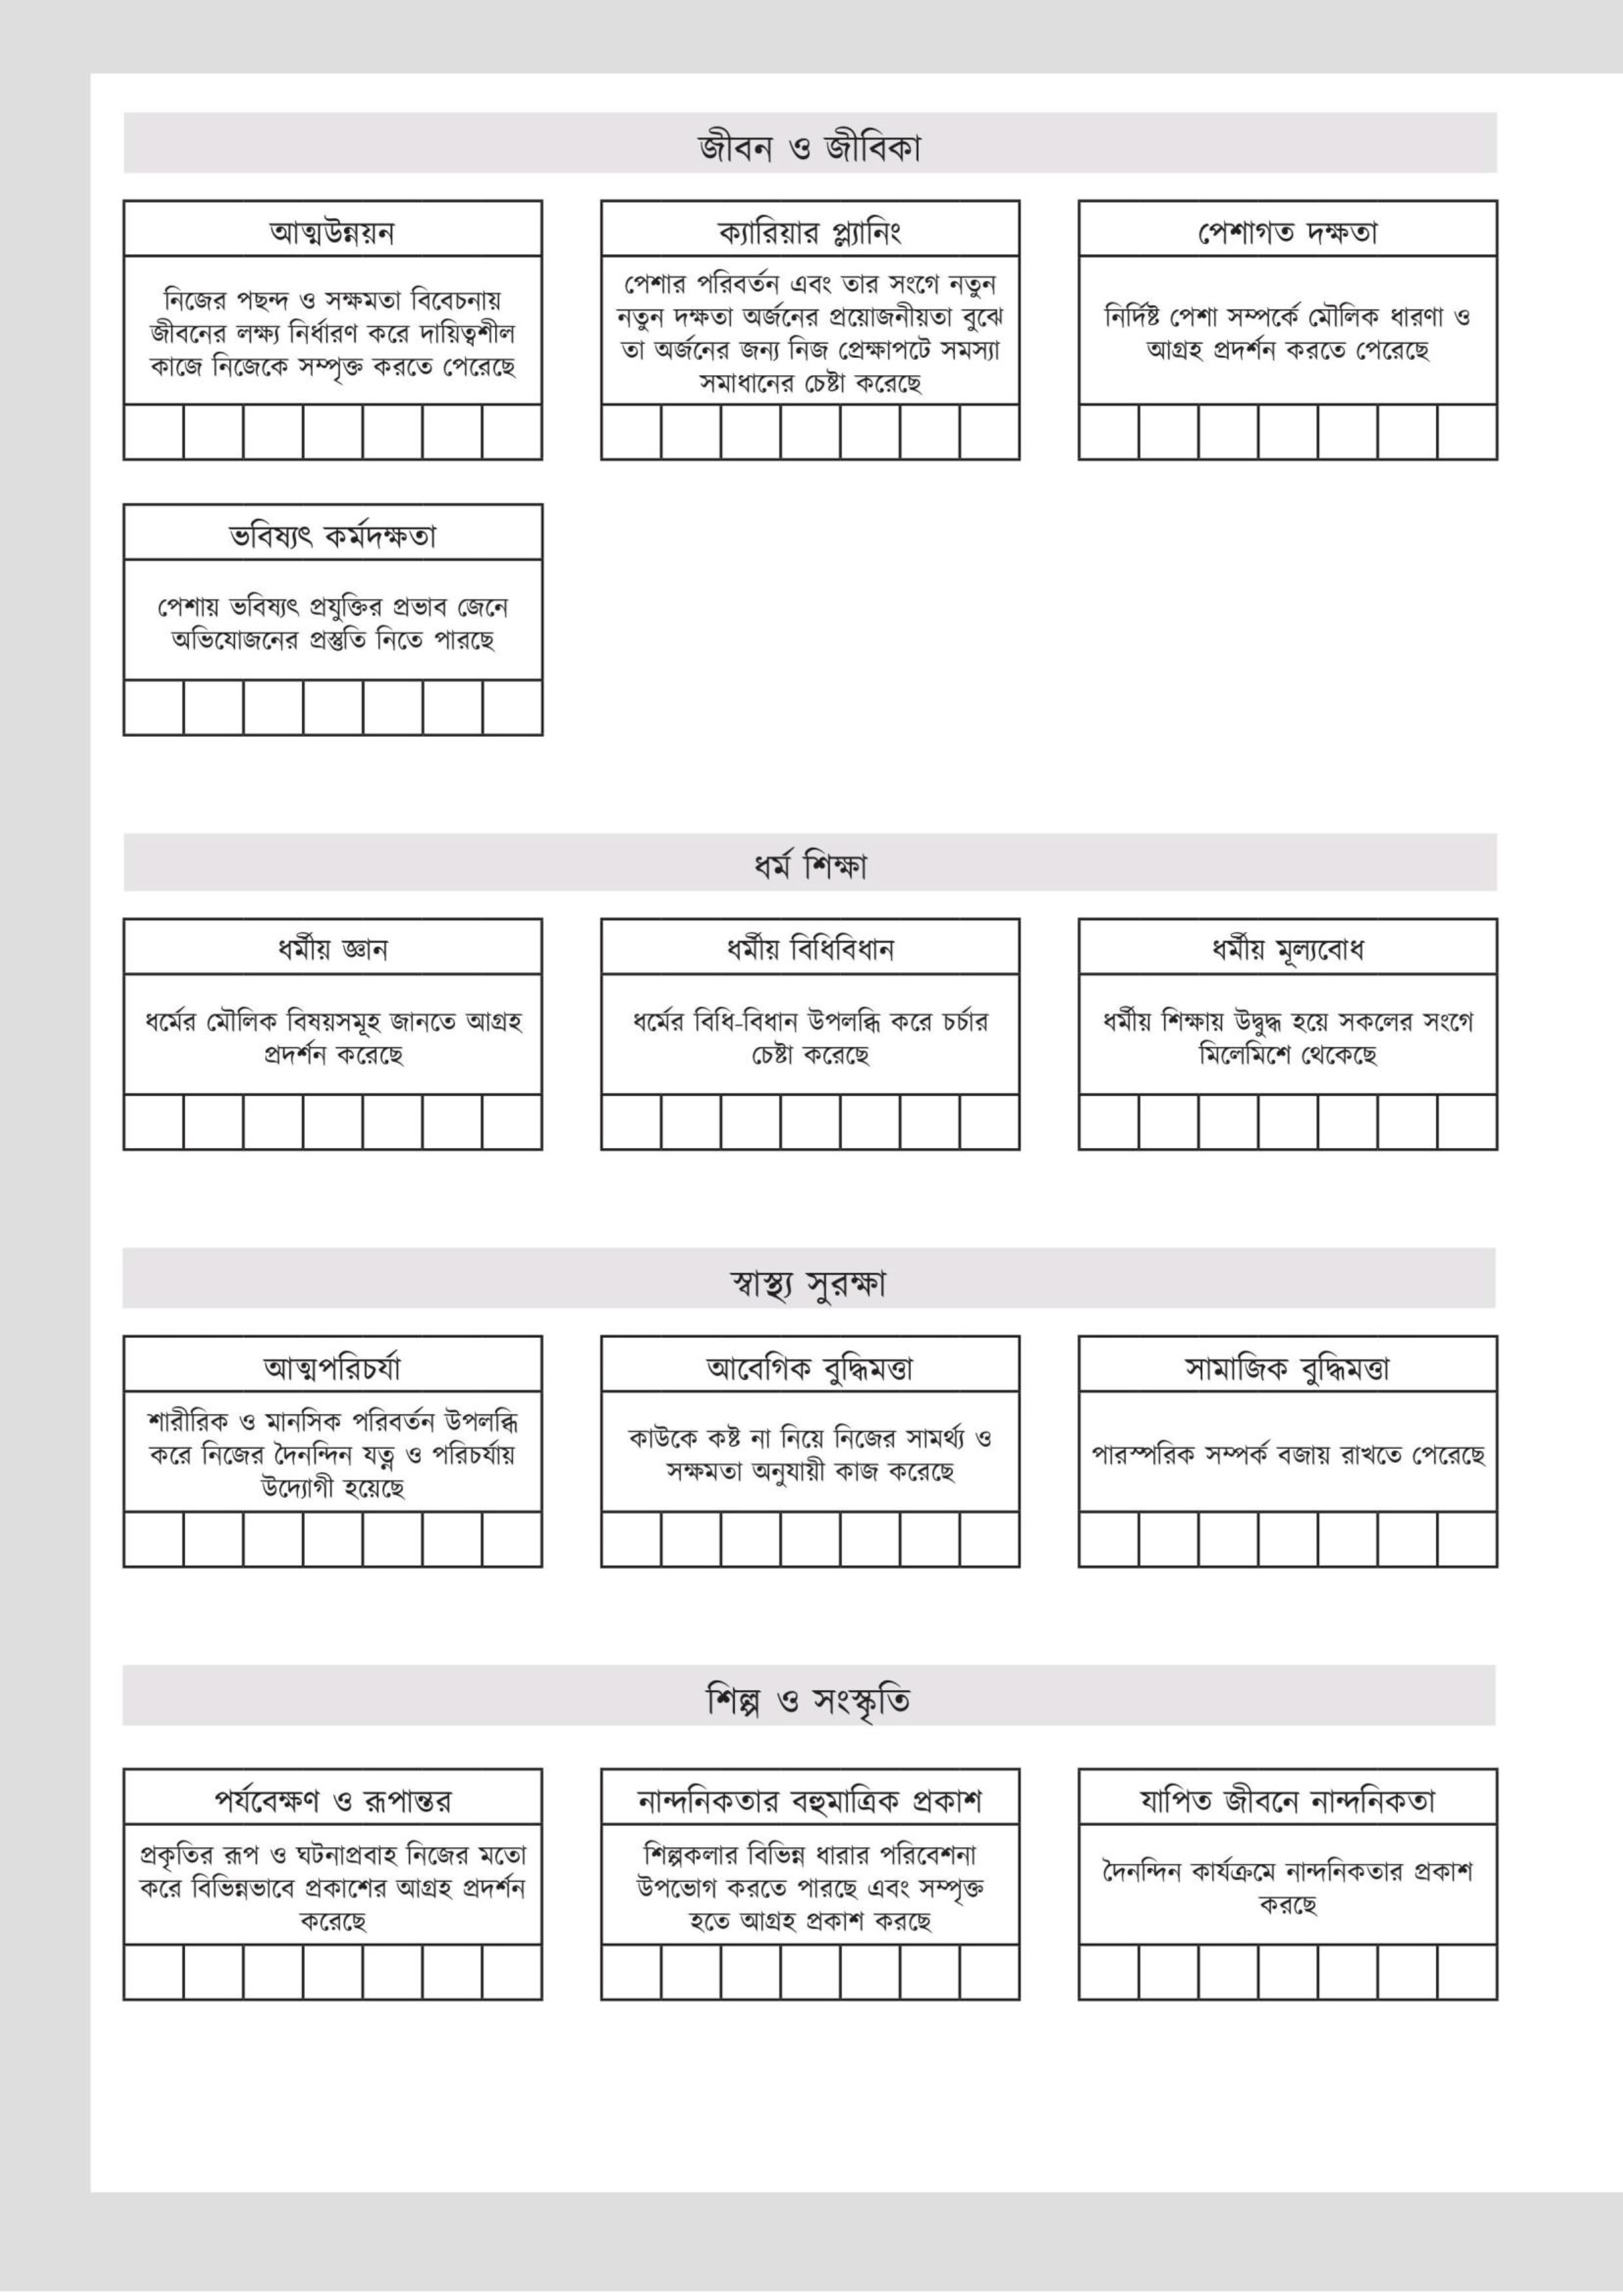 জীবন ও জীবিকা
আত্মউন্নয়ন
নিজের পছন্দ ও সক্ষমতা বিবেচনায়
জীবনের লক্ষ্য নির্ধারণ করে দায়িত্বশীল
কাজে নিজেকে সম্পৃক্ত করতে পেরেছে
ক্যারিয়ার প্ল্যানিং
পেশার পরিবর্তন এবং তার সংগে নতুন
নতুন দক্ষতা অর্জনের প্রয়োজনীয়তা বুঝে
তা অর্জনের জন্য নিজ প্রেক্ষাপটে সমস্যা
সমাধানের চেষ্টা করেছে
পেশাগত দক্ষতা
নির্দিষ্ট পেশা সম্পর্কে মৌলিক ধারণা ও
আগ্রহ প্রদর্শন করতে পেরেছে
ভবিষ্যৎ কর্মদক্ষতা
পেশায় ভবিষ্যৎ প্রযুক্তির প্রভাব জেনে
অভিযোজনের প্রস্তুতি নিতে পারছে
ধর্ম শিক্ষা
ধর্মীয় জ্ঞান
ধর্মের মৌলিক বিষয়সমূহ জানতে আগ্রহ
প্রদর্শন করেছে
ধর্মীয় বিধিবিধান
ধর্মের বিধি-বিধান উপলব্ধি করে চর্চার
চেষ্টা করেছে
ধর্মীয় মূল্যবোধ
ধর্মীয় শিক্ষায় উদ্বুদ্ধ হয়ে সকলের সংগে
মিলেমিশে থেকেছে
স্বাস্থ্য সুরক্ষা
আত্মপরিচর্যা
শারীরিক ও মানসিক পরিবর্তন উপলব্ধি
করে নিজের দৈনন্দিন যত্ন ও পরিচর্যায়
উদ্যোগী হয়েছে
আবেগিক বুদ্ধিমত্তা
কাউকে কষ্ট না নিয়ে নিজের সামর্থ্য ও
সক্ষমতা অনুযায়ী কাজ করেছে
সামাজিক বুদ্ধিমত্তা
পারস্পরিক সম্পর্ক বজায় রাখতে পেরেছে
শিল্প ও সংস্কৃতি
পর্যবেক্ষণ ও রূপান্তর
প্রকৃতির রূপ ও ঘটনাপ্রবাহ নিজের মতো
করে বিভিন্নভাবে প্রকাশের আগ্রহ প্রদর্শন
করেছে
নান্দনিকতার বহুমাত্রিক প্রকাশ
শিল্পকলার বিভিন্ন ধারার পরিবেশনা
উপভোগ করতে পারছে এবং সম্পৃক্ত
হতে আগ্রহ প্রকাশ করছে
যাপিত জীবনে নান্দনিকতা
দৈনন্দিন কার্যক্রমে নান্দনিকতার প্রকাশ
করছে